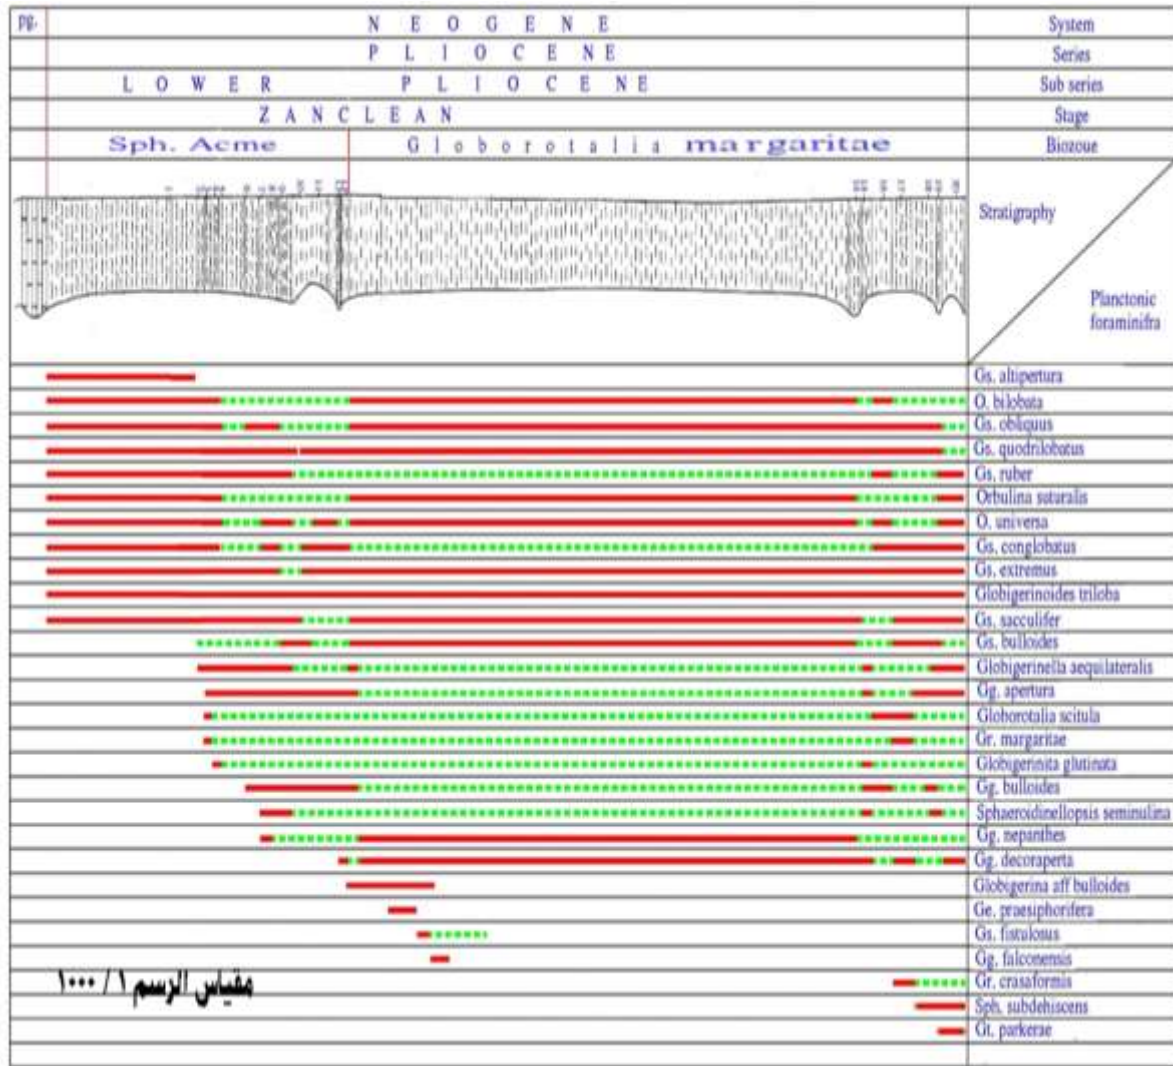 pg.
N E O G E N E System
P L I O C E N E Series
L O W E R P L I O C E N E Sub series
Z A N C L E A N Stage
Sph. Acme Globorotalia margaritae Biozoue
Stratigraphy
Planctonic
foraminifra
Gs. altipertura
O. bilobata
Gs. obliquus
Gs. quodrilobatus
Gs. ruber
Orbulina suturalis
O. universa
Gs. conglobatus
Gs. extremus
Globigerinoides triloba
Gs. sacculifer
Gs. bulloides
Globigerinella aequilateralis
Gg. apertura
Globorotalia scitula
Gr. margaritae
Globigerinita glutinata
Gg. bulloides
Sphaeroidinellopsis seminulina
Gg. nepanthes
Gg. decoraperta
Globigerina aff bulloides
Ge. praesiphorifera
Gs. fistulosus
Gg. falconensis
Gr. crasaformis
مقياس الرسم ١ / ١٠٠٠
Sph. subdehiscens
Gt. parkerae